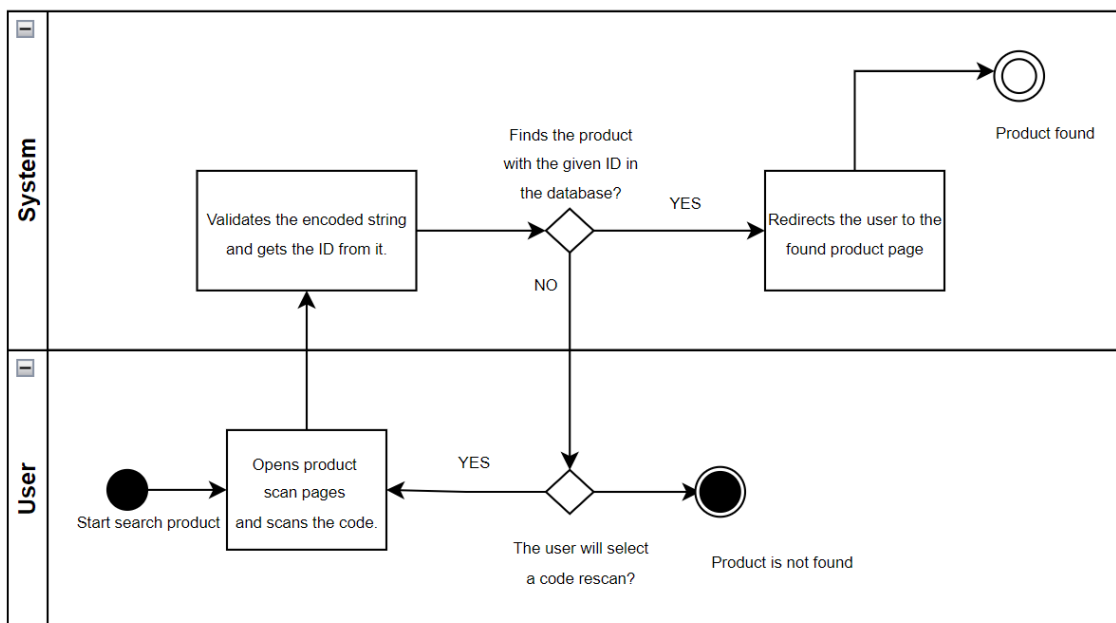 System
Finds the product
with the given ID in
the database?
Product found
Validates the encoded string
and gets the ID from it.
YES
Redirects the user to the
found product page
NO
User
Opens product
scan pages
and scans the code.
YES
Start search product
The user will select
a code rescan?
Product is not found